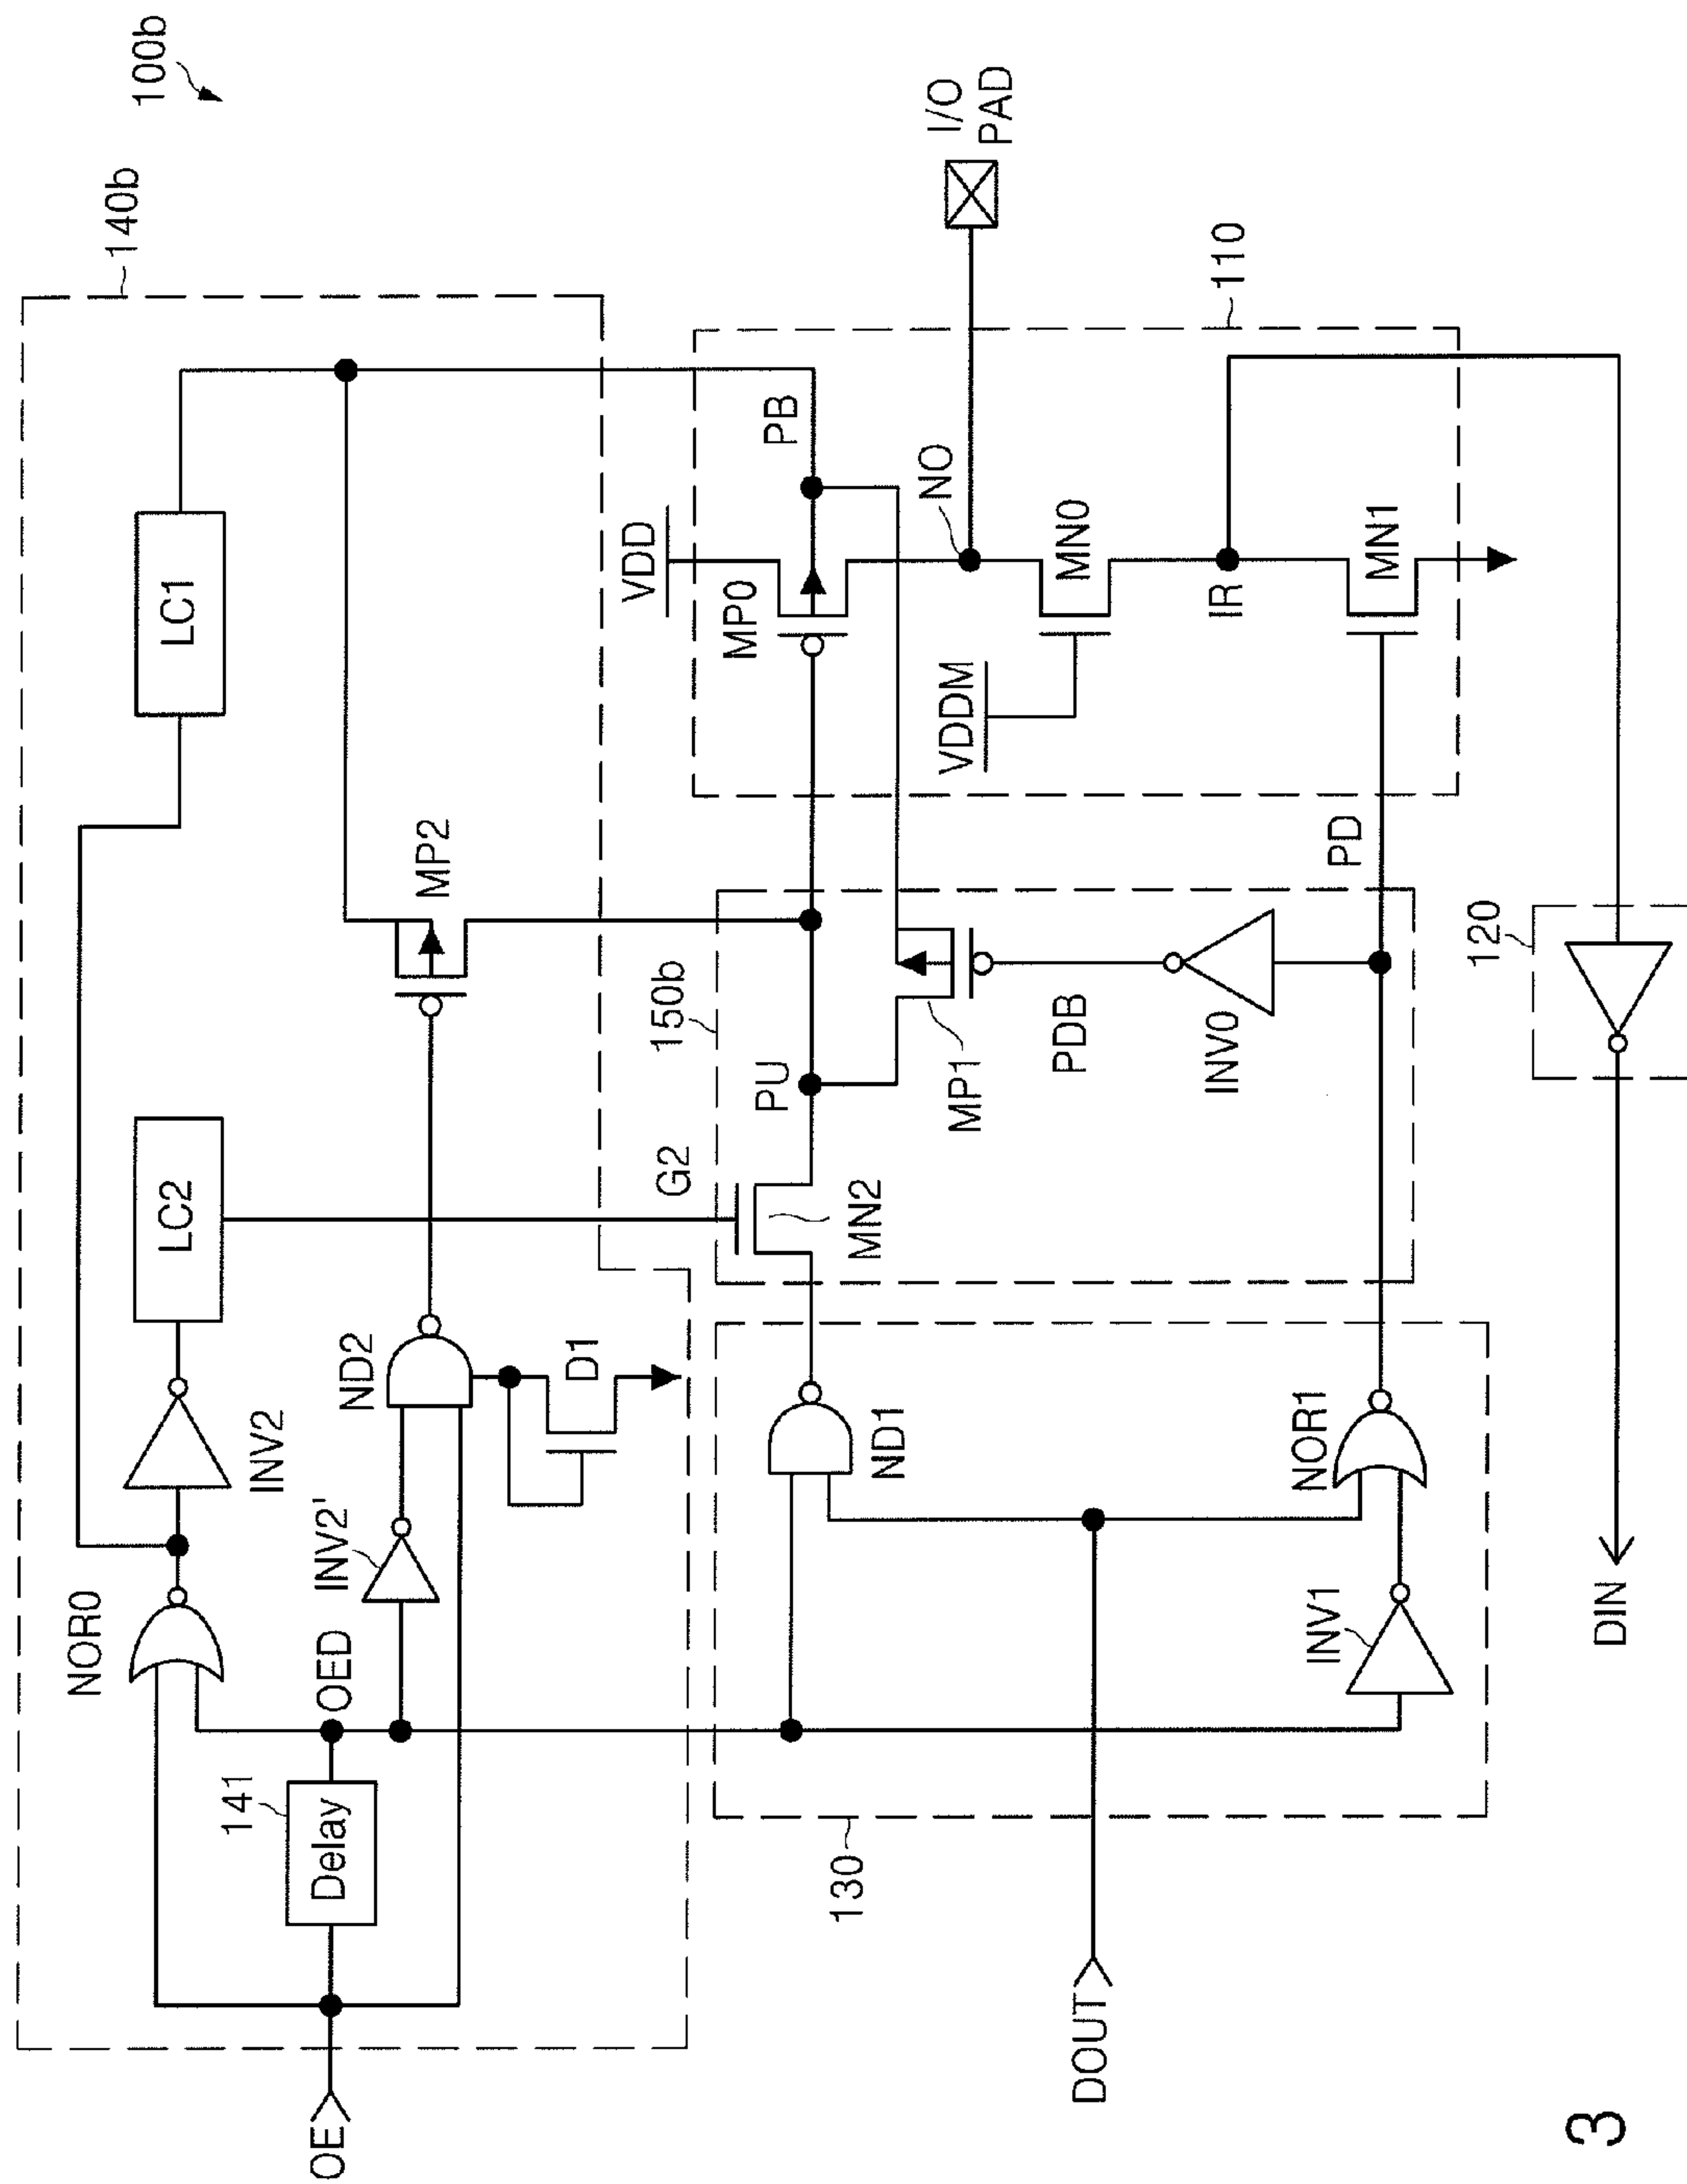 100b
140b
LC1
LC2
INV2
NOR0
MP2
ND2
INV2'
OED
141
Delay
D1
OE
PB
VDD
MP0
I/O
PAD
NO
110
VDDM
MN0
IR
MN1
150b
G2
PU
MN2
MP1
PDB
INV0
PD
ND1
NOR1
INV1
130
DOUT
120
DIN
3